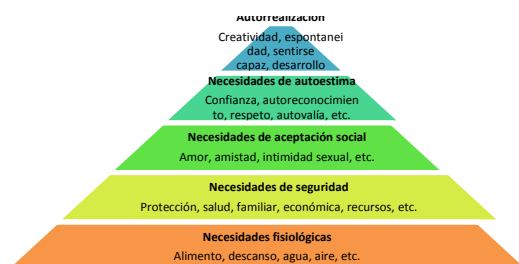 Autorrealización
Creatividad, espontanei
dad, sentirse
capaz, desarrollo
Necesidades de autoestima
Confianza, autoreconocimien
to, respeto, autovalía, etc.
Necesidades de aceptación social
Amor, amistad, intimidad sexual, etc.
Necesidades de seguridad
Protección, salud, familiar, económica, recursos, etc.
Necesidades fisiológicas
Alimento, descanso, agua, aire, etc.